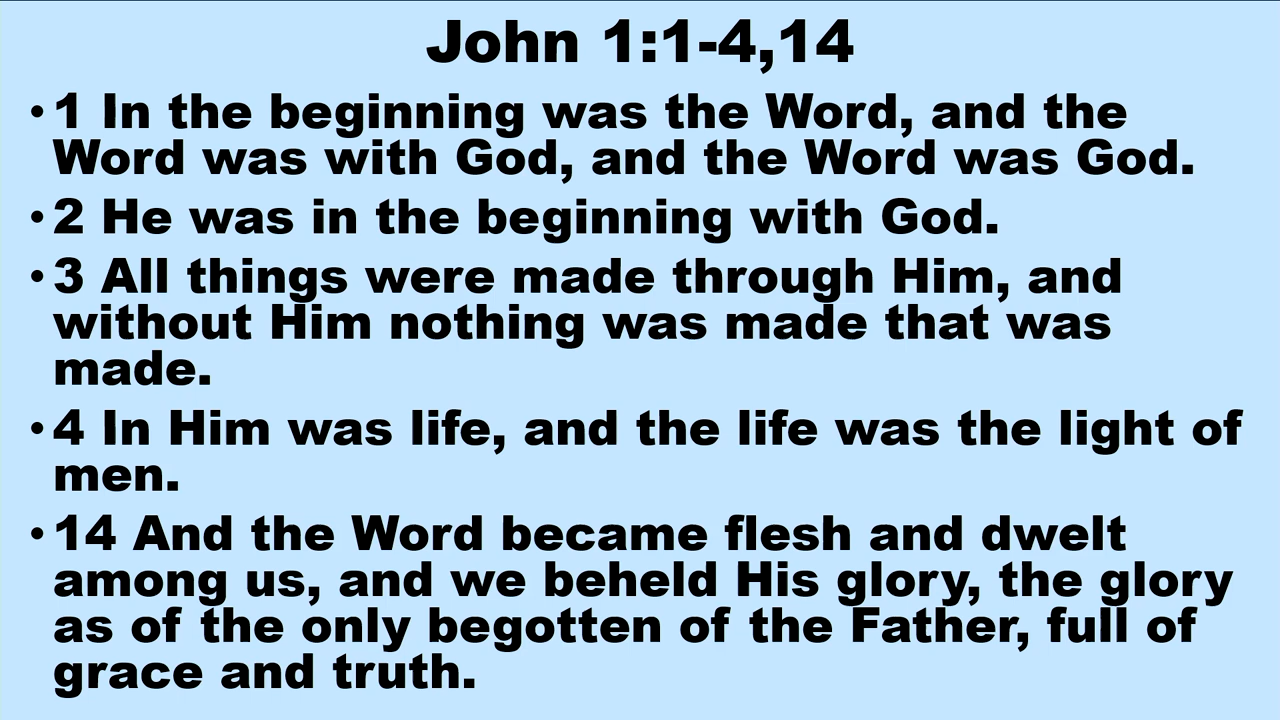 John 1:1-4,14
• 1 In the beginning was the Word, and the
Word was with God, and the Word was God.
• 2 He was in the beginning with God.
• 3 All things were made through Him, and
without Him nothing was made that was
made.
• 4 In Him was life, and the life was the light of
men.
• 14 And the Word became flesh and dwelt
among us, and we beheld His glory, the glory
as of the only begotten of the Father, full of
grace and truth.